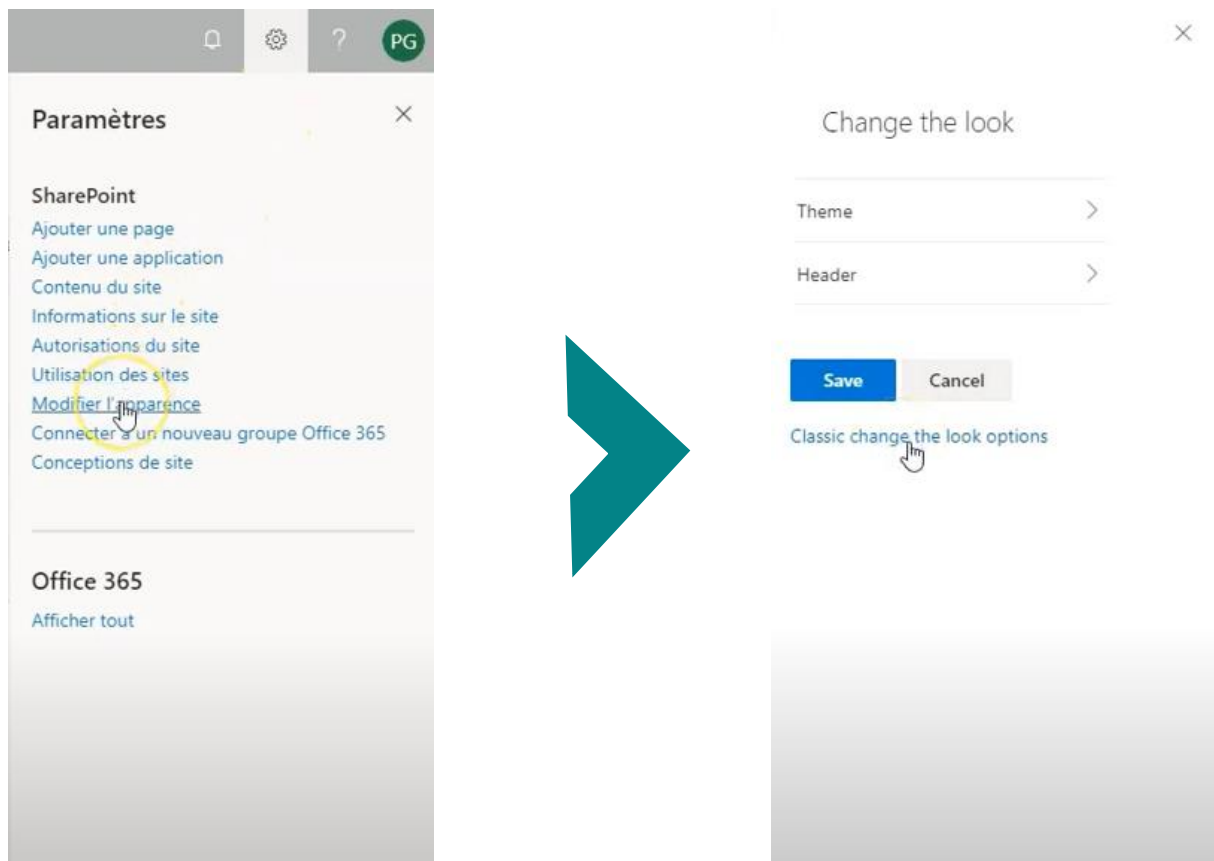 ?
PG
Paramètres
SharePoint
Ajouter une page
Ajouter une application
Contenu du site
Informations sur le site
Autorisations du site
Utilisation des sites
Modifier l'apparence
Connecter à un nouveau groupe Office 365
Conceptions de site
Office 365
Afficher tout
Change the look
Theme
Header
Save
Cancel
Classic change the look options